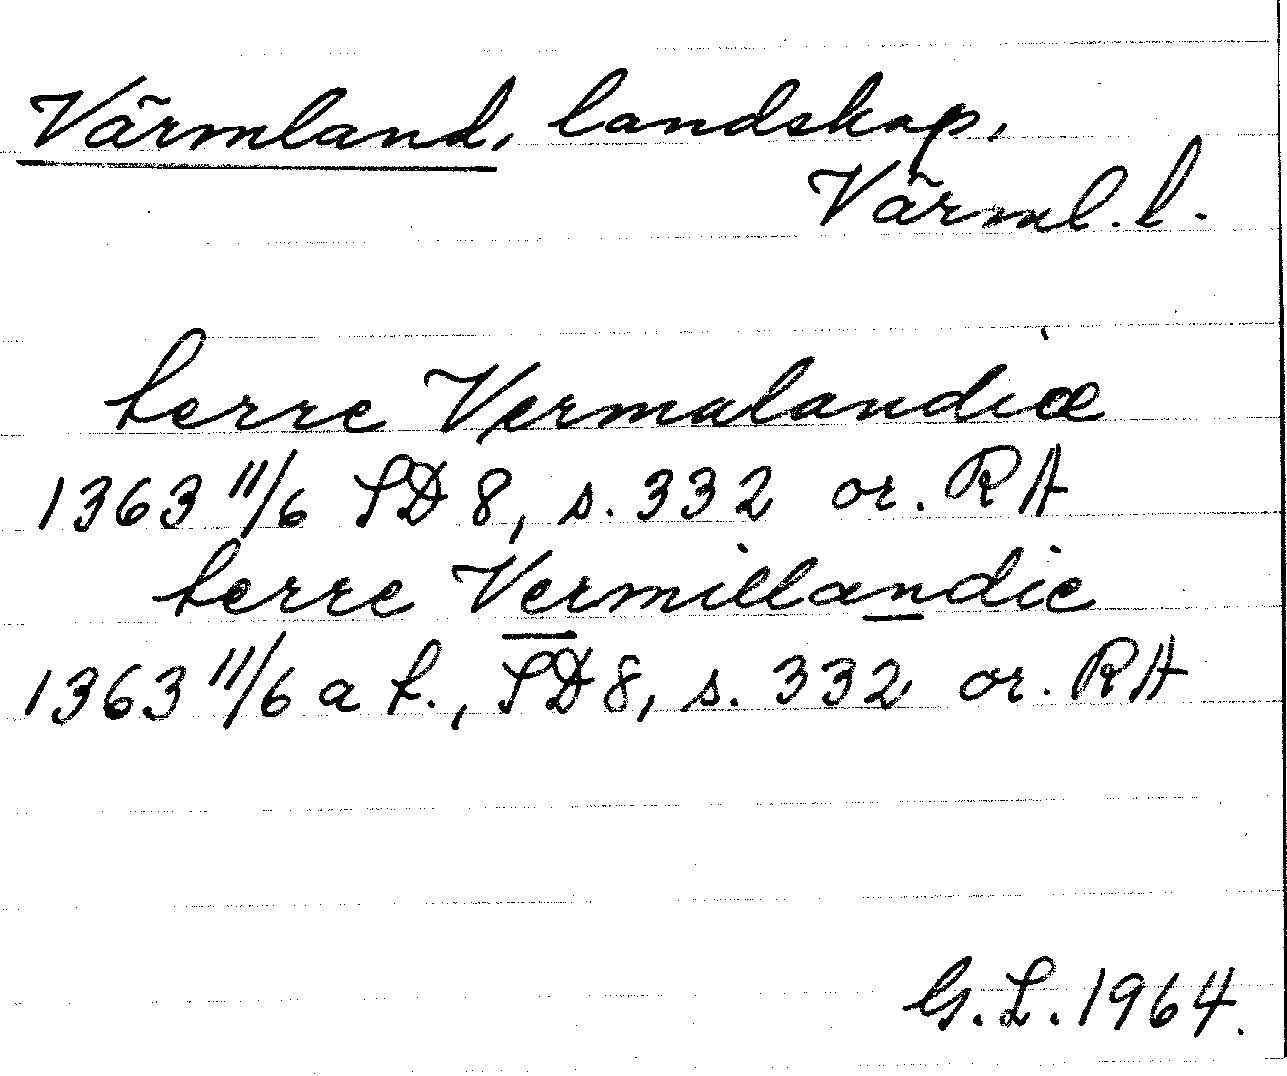 Värmland, landskap,
Värml. l.
terre Vermalandiæ
1363 11/6 SD 8, s. 332 or. RA
terre Vermillandie
1363 11/6 a t., SD 8, s. 332 or. RA
G. L. 1964.